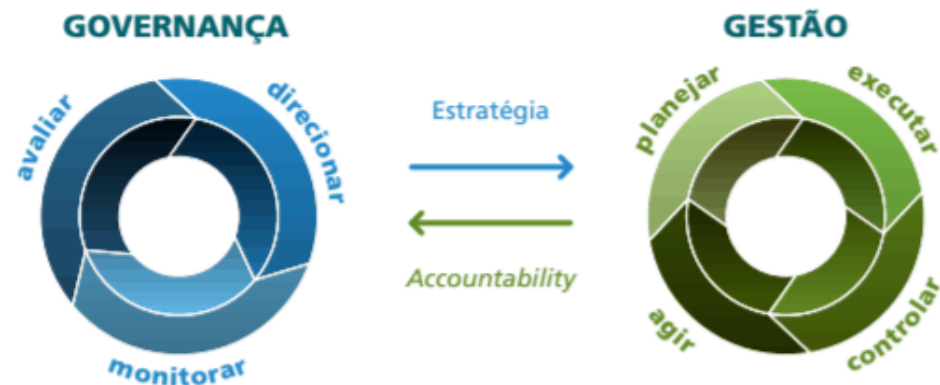 GOVERNANÇA
avaliar
direcionar
monitorar
Estratégia
Accountability
GESTÃO
planejar
executar
controlar
agir